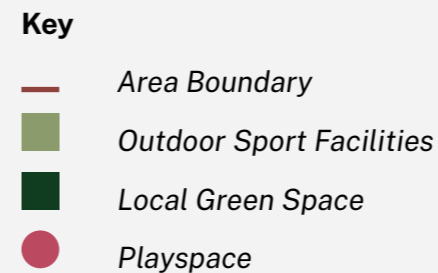 Key
Area Boundary
Outdoor Sport Facilities
Local Green Space
Playspace